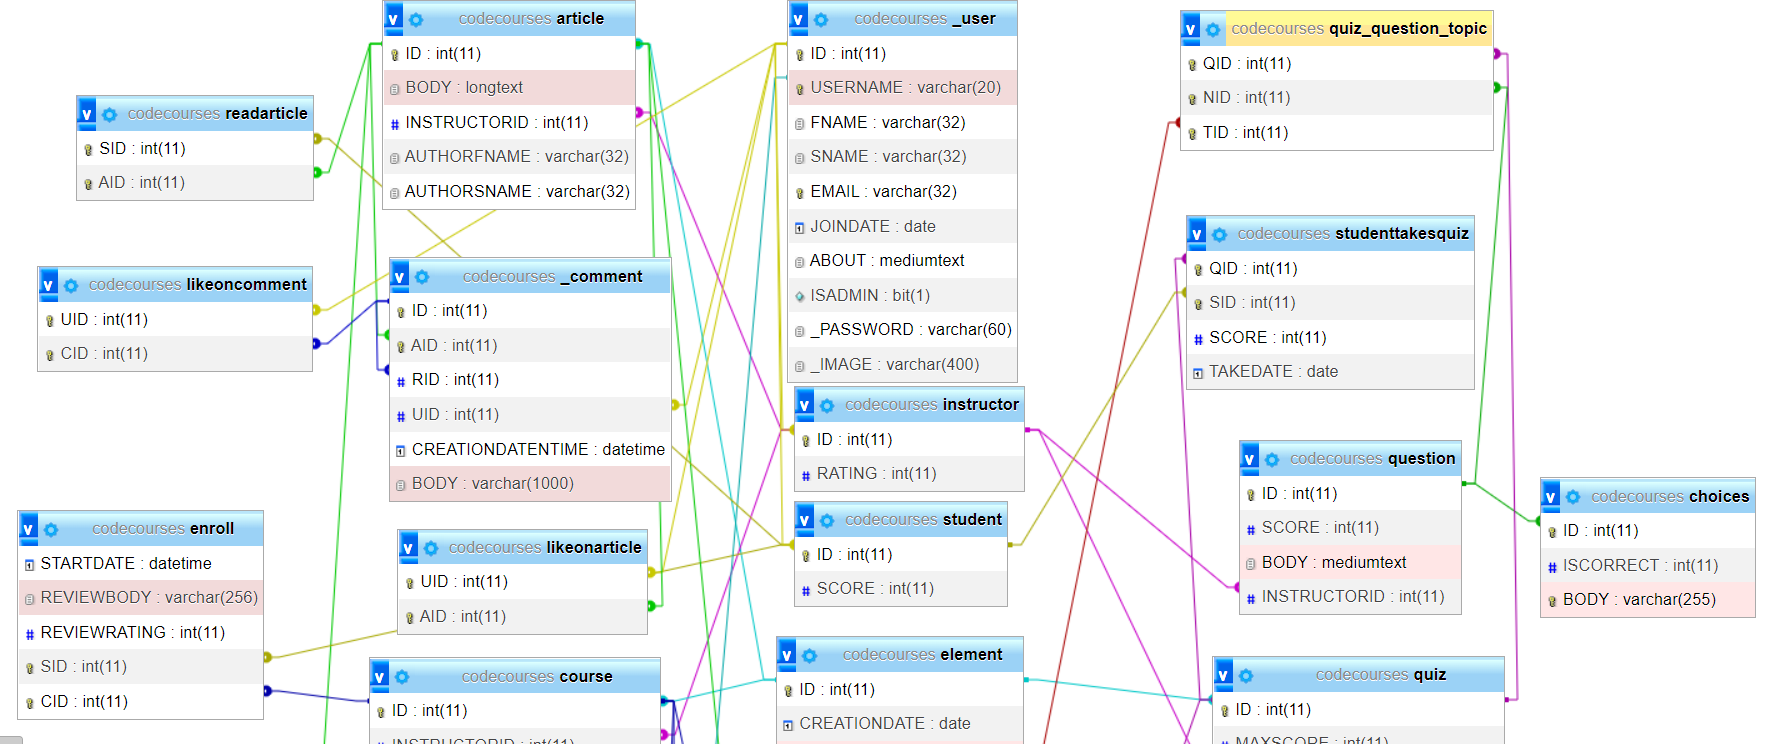 v codecourses article
ID : int(11)
BODY : longtext
INSTRUCTORID : int(11)
AUTHORFNAME : varchar(32)
AUTHORSNAME : varchar(32)
v codecourses _user
ID : int(11)
USERNAME : varchar(20)
FNAME : varchar(32)
SNAME : varchar(32)
EMAIL : varchar(32)
JOINDATE : date
ABOUT : mediumtext
ISADMIN : bit(1)
_PASSWORD : varchar(60)
_IMAGE : varchar(400)
v codecourses quiz_question_topic
QID : int(11)
NID : int(11)
TID : int(11)
v codecourses readarticle
SID : int(11)
AID : int(11)
v codecourses studenttakesquiz
QID : int(11)
SID : int(11)
# SCORE : int(11)
TAKEDATE : date
v codecourses likeoncomment
UID : int(11)
CID : int(11)
v codecourses _comment
ID : int(11)
AID : int(11)
# RID : int(11)
# UID : int(11)
CREATIONDATENTIME : datetime
BODY : varchar(1000)
v codecourses instructor
ID : int(11)
# RATING : int(11)
v codecourses question
ID : int(11)
# SCORE : int(11)
BODY : mediumtext
# INSTRUCTORID : int(11)
v codecourses choices
ID : int(11)
# ISCORRECT : int(11)
BODY : varchar(255)
v codecourses enroll
STARTDATE : datetime
REVIEWBODY : varchar(256)
# REVIEWRATING : int(11)
SID : int(11)
CID : int(11)
v codecourses student
ID : int(11)
# SCORE : int(11)
v codecourses likeonarticle
UID : int(11)
AID : int(11)
v codecourses course
ID : int(11)
INSTRUCTORID : int(11)
v codecourses element
ID : int(11)
CREATIONDATE : date
v codecourses quiz
ID : int(11)
MAXSCORE : int(11)